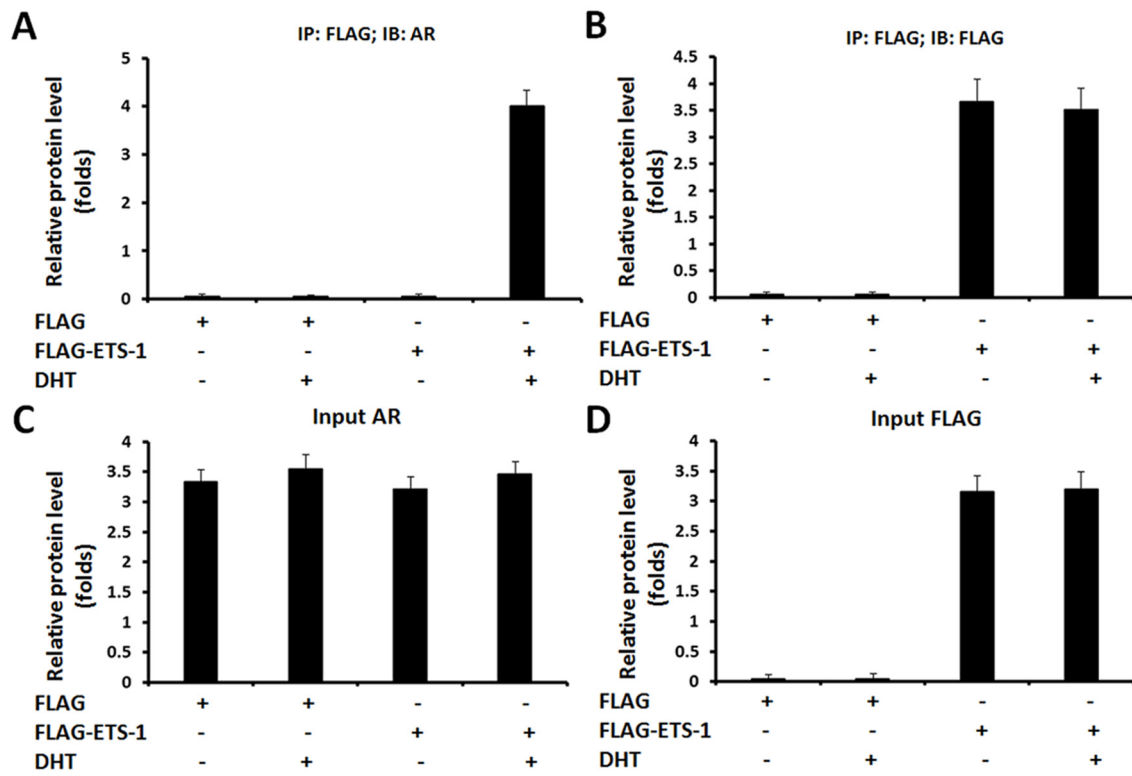 A
IP: FLAG; IB: AR
Relative protein level
(folds)
5
4
3
2
1
0
FLAG + + - -
FLAG-ETS-1 - - + +
DHT - + - +
B
IP: FLAG; IB: FLAG
Relative protein level
(folds)
4.5
4
3.5
3
2.5
2
1.5
1
0.5
0
FLAG + + - -
FLAG-ETS-1 - - + +
DHT - + - +
C
Input AR
Relative protein level
(folds)
4
3.5
3
2.5
2
1.5
1
0.5
0
FLAG + + - -
FLAG-ETS-1 - - + +
DHT - + - +
D
Input FLAG
Relative protein level
(folds)
4
3.5
3
2.5
2
1.5
1
0.5
0
FLAG + + - -
FLAG-ETS-1 - - + +
DHT - + - +